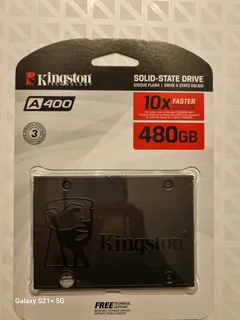 Kingston
TECHNOLOGY
SOLID-STATE DRIVE
DISQUE FLASH | DRIVE A STATO SOLIDO
A400
10x FASTER
480GB
3
Kingston
FREE TECHNICAL SUPPORT
Galaxy S21+ 5G